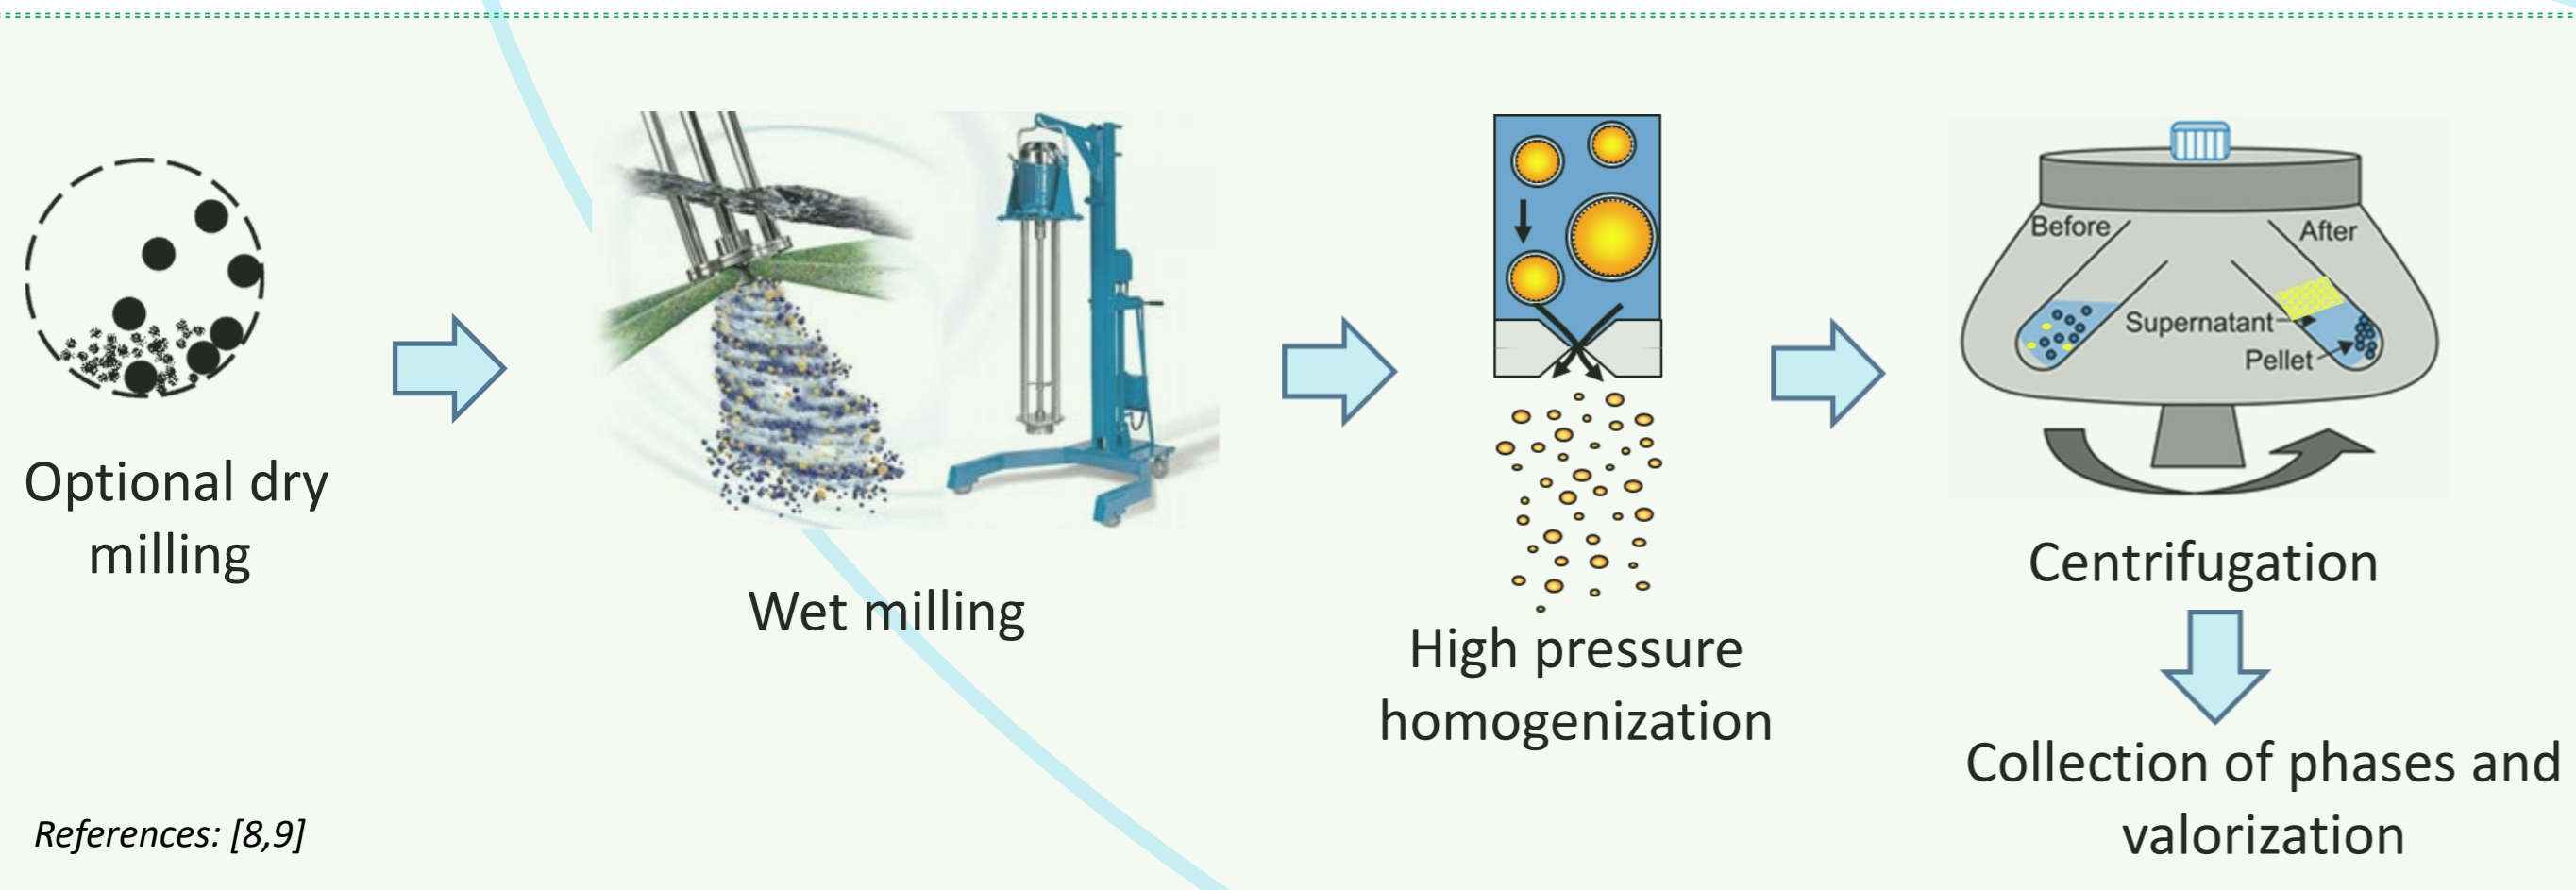 Optional dry
milling
Wet milling
High pressure
homogenization
Before
After
Supernatant
Pellet
Centrifugation
Collection of phases and
valorization
References: [8,9]